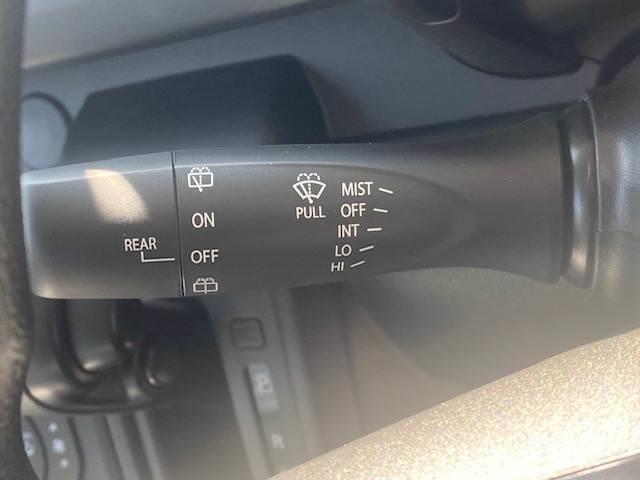 MIST
PULL OFF
ON INT
REAR OFF LO
HI
P
R